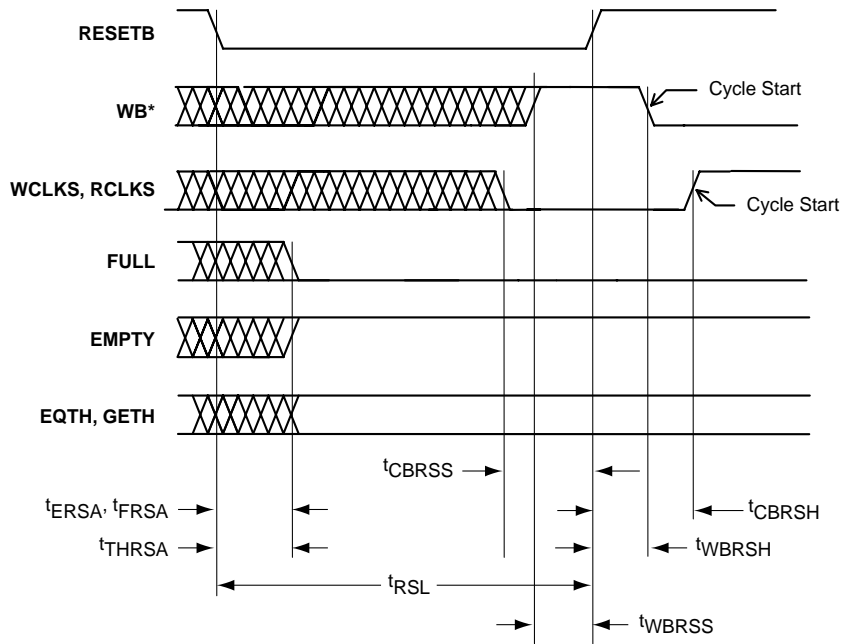 RESETB
WB*
Cycle Start
WCLKS, RCLKS
Cycle Start
FULL
EMPTY
EQTH, GETH
tCBRSS
tERSA, tFRSA
tCBRSH
tTHRSA
tWBRSH
tRSL
tWBRSS